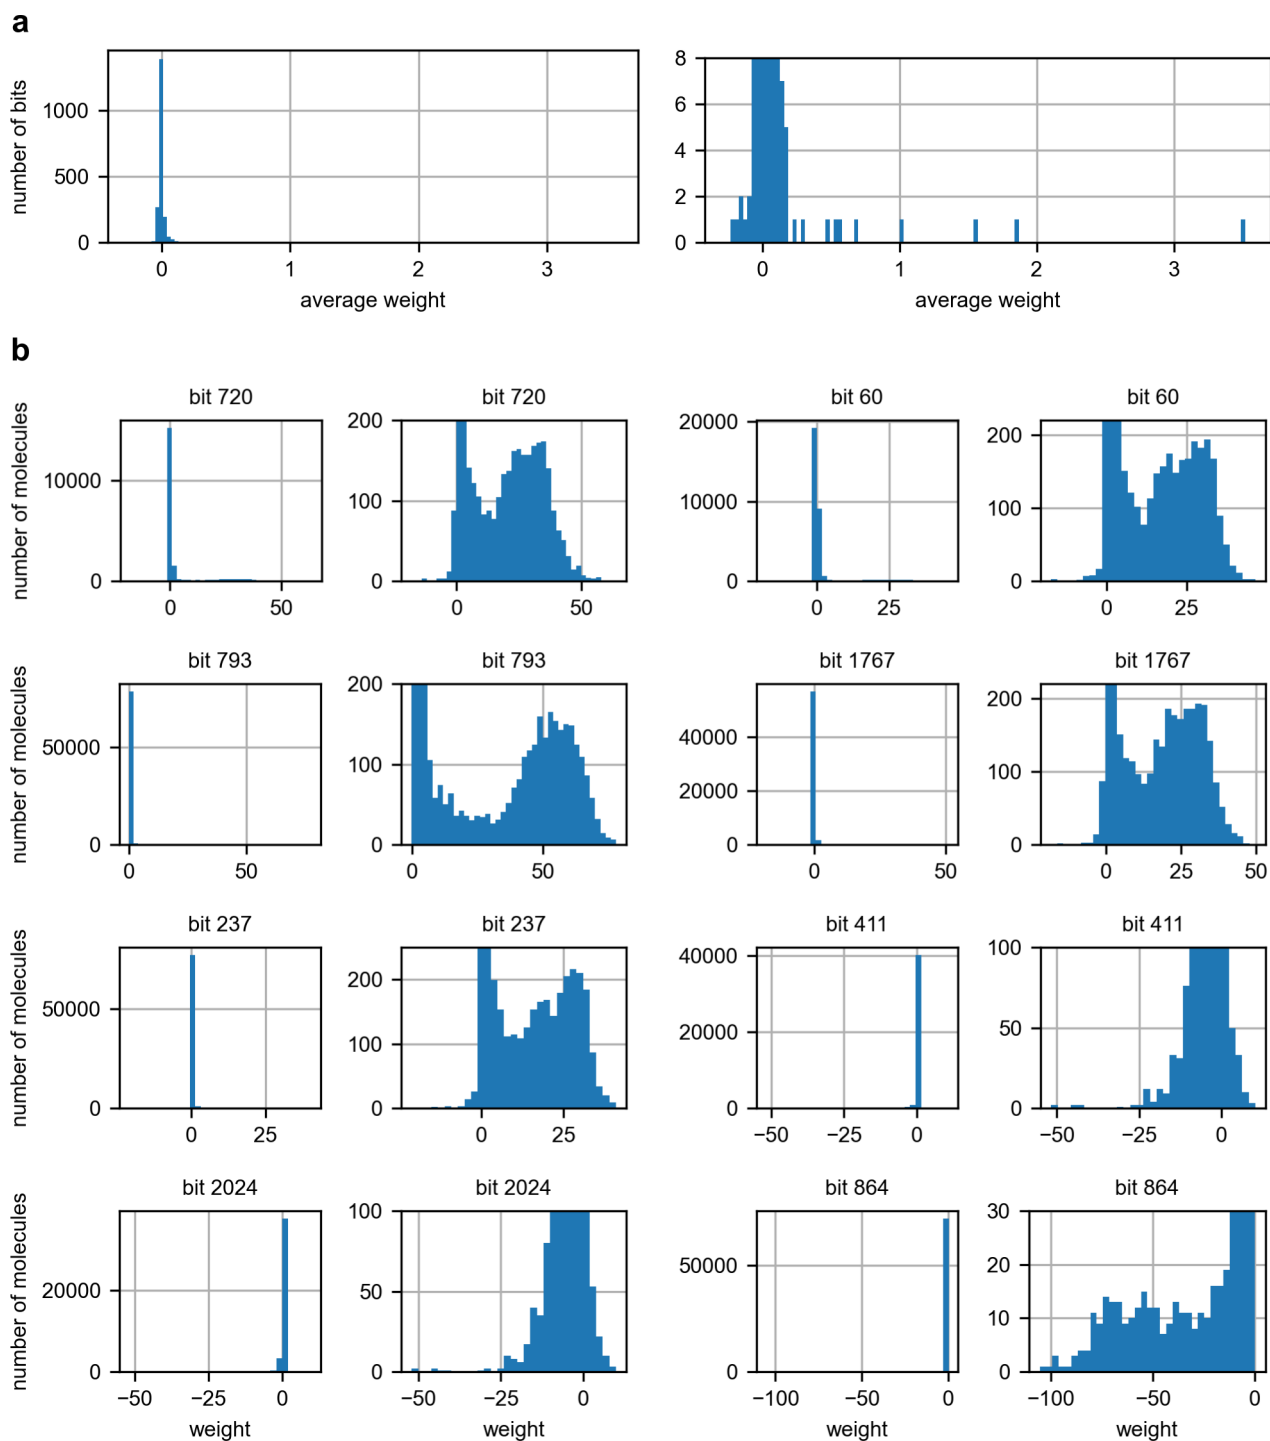 a
1000
500
0
number of bits
0 1 2 3
average weight
8
6
4
2
0
0 1 2 3
average weight
b
bit 720
10000
0
number of molecules
0 50
bit 720
200
100
0
0 50
bit 60
20000
10000
0
0 25
bit 60
200
100
0
0 25
bit 793
50000
0
number of molecules
0 50
bit 793
200
100
0
0 50
bit 1767
40000
20000
0
0 50
bit 1767
200
100
0
0 25 50
bit 237
50000
0
number of molecules
0 25
bit 237
200
100
0
0 25
bit 411
40000
20000
0
−50 −25 0
bit 411
100
50
0
−50 −25 0
bit 2024
20000
0
number of molecules
−50 −25 0
weight
bit 2024
100
50
0
−50 −25 0
weight
bit 864
50000
0
−100 −50 0
weight
bit 864
30
20
10
0
−100 −50 0
weight